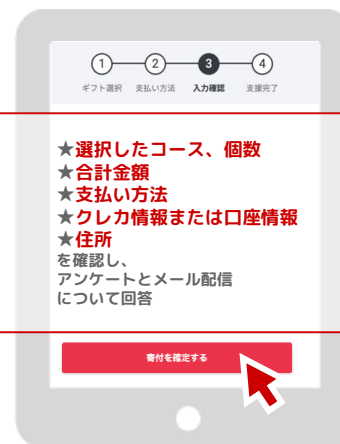 1 2 3 4
ギフト選択 支払い方法 入力確認 支援完了
★選択したコース、個数
★合計金額
★支払い方法
★クレカ情報または口座情報
★住所
を確認し、
アンケートとメール配信
について回答
寄付を確定する